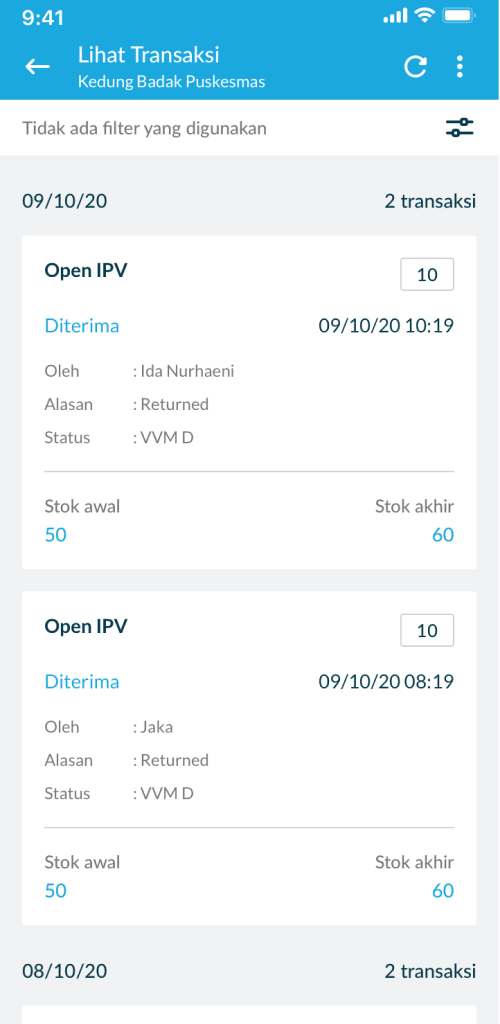 9:41
Lihat Transaksi
Kedung Badak Puskesmas
Tidak ada filter yang digunakan
09/10/20 2 transaksi
Open IPV 10
Diterima 09/10/20 10:19
Oleh : Ida Nurhaeni
Alasan : Returned
Status : VVM D
Stok awal Stok akhir
50 60
Open IPV 10
Diterima 09/10/20 08:19
Oleh : Jaka
Alasan : Returned
Status : VVM D
Stok awal Stok akhir
50 60
08/10/20 2 transaksi